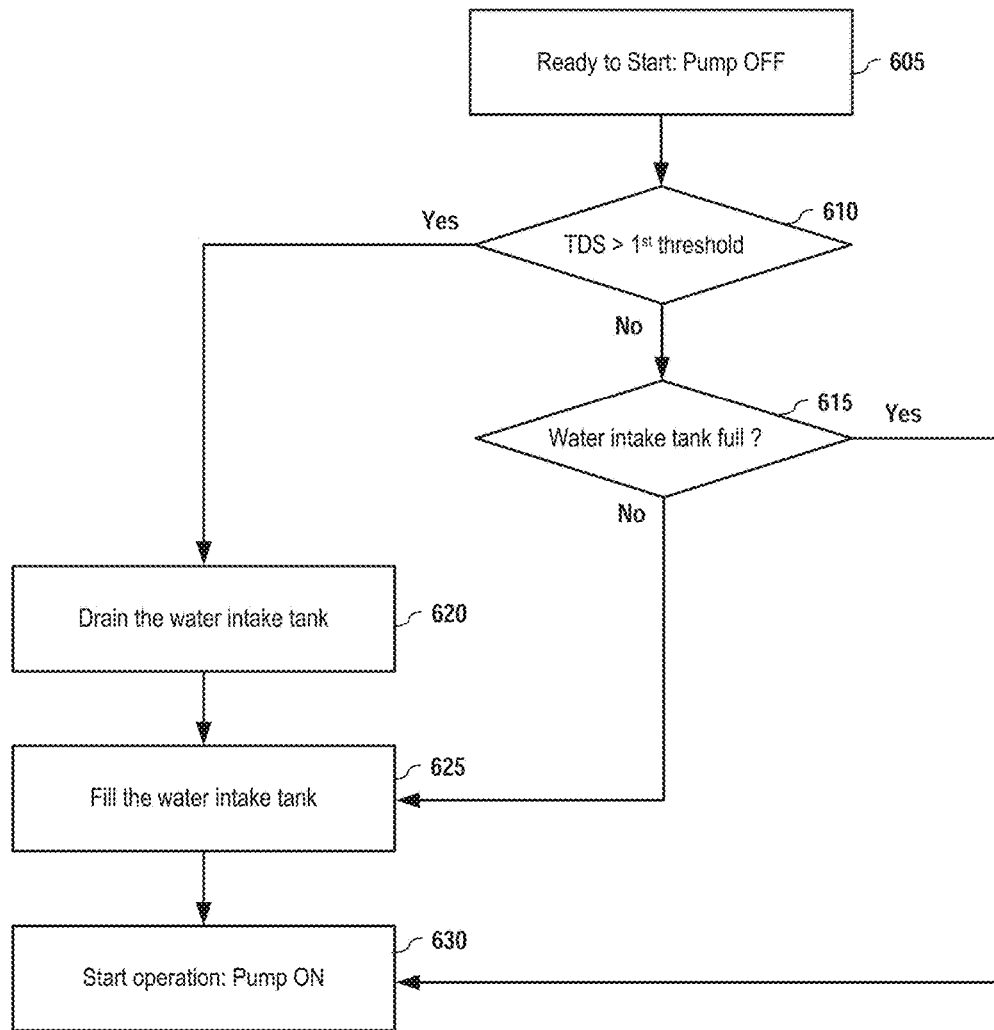 Ready to Start: Pump OFF
605
610
Yes
TDS > 1st threshold
No
615
Yes
Water intake tank full ?
No
Drain the water intake tank
620
625
Fill the water intake tank
630
Start operation: Pump ON